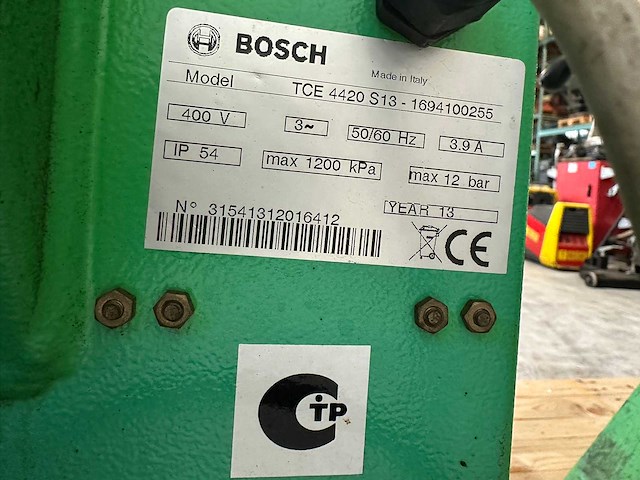 BOSCH
Made in Italy
Model TCE 4420 S13 - 1694100255
400 V 3~ 50/60 Hz 3.9 A
IP 54 max 1200 kPa max 12 bar
N° 31541312016412 YEAR 13
CE
CTP